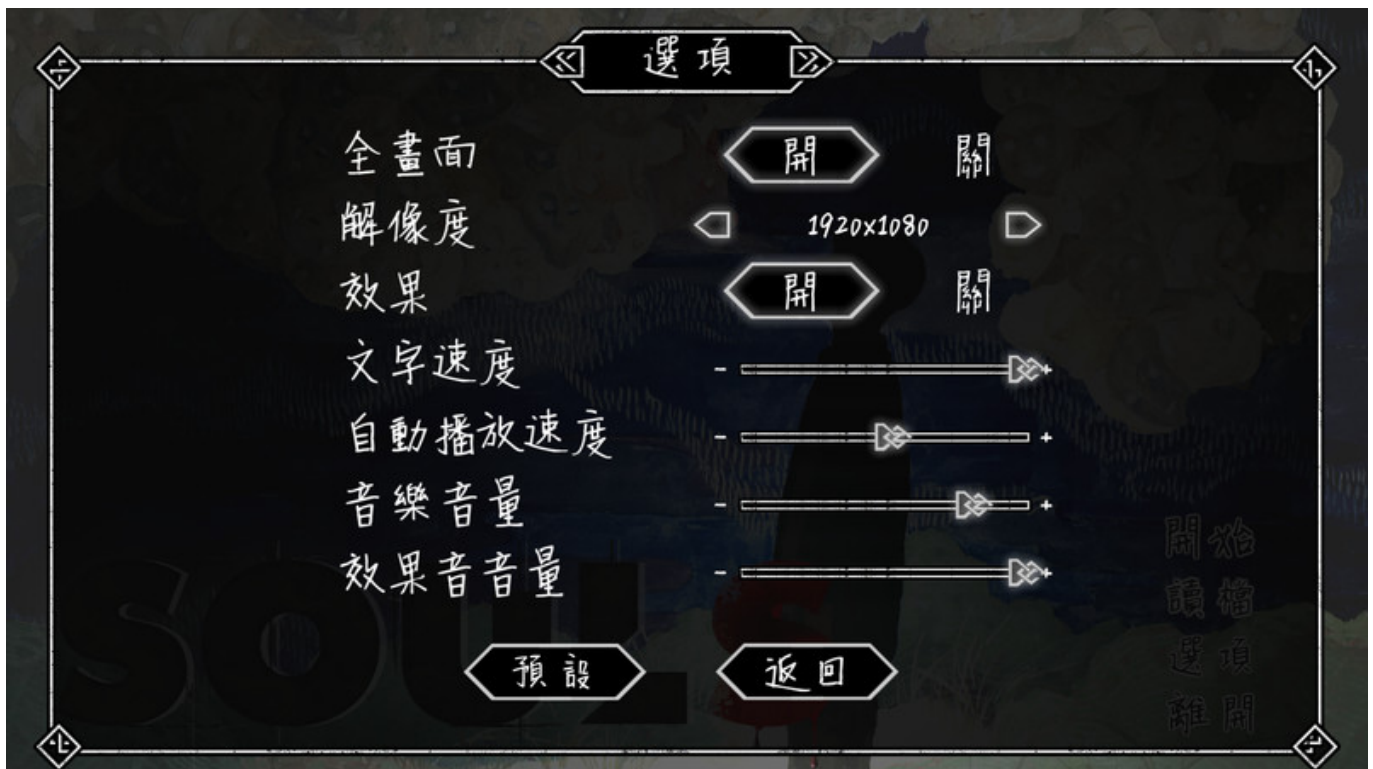 選項
全畫面 開 關
解像度 1920x1080
效果 開 關
文字速度 - +
自動播放速度 - +
音樂音量 - +
效果音音量 - +
預設 返回
開始
讀檔
選項
離開
SOUL